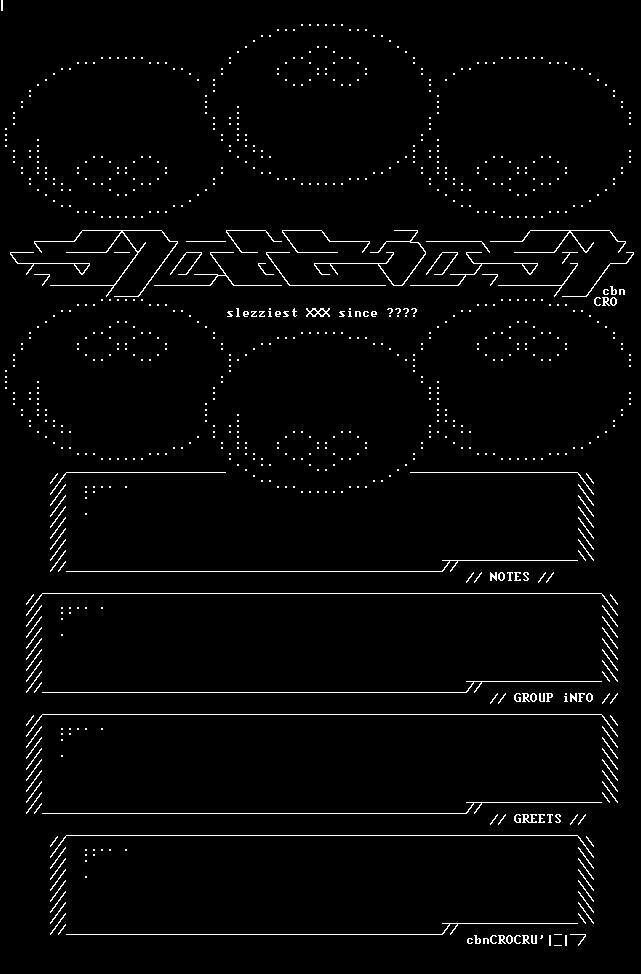 cbn
CRO
slezziest XXX since ????
// NOTES //
// GROUP iNFO //
// GREETS //
cbnCROCRU'|_|¯/